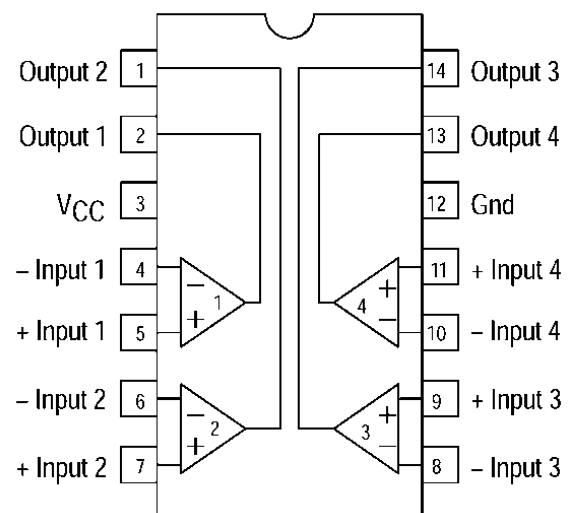 Output 2 1 14 Output 3
Output 1 2 13 Output 4
VCC 3 12 Gnd
– Input 1 4 – 1 11 + Input 4
+ Input 1 5 + 4 + – 10 – Input 4
– Input 2 6 – 2 + 9 + Input 3
+ Input 2 7 + 3 – 8 – Input 3